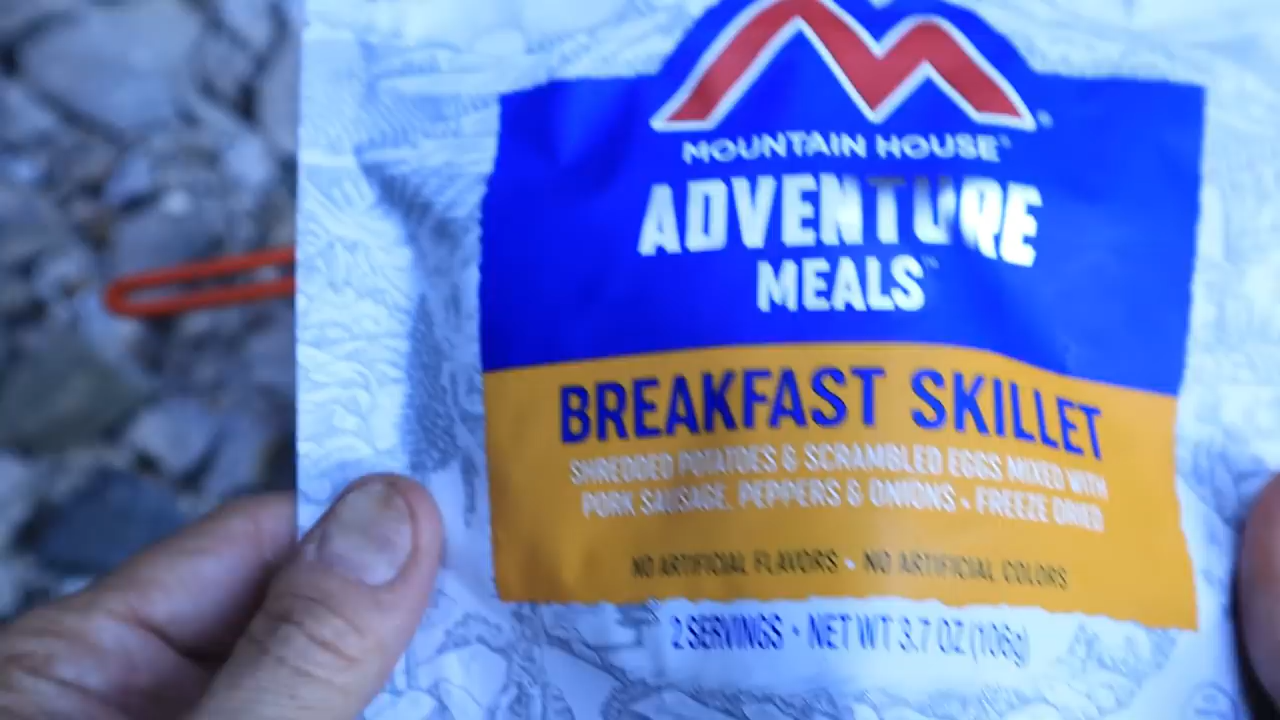 MOUNTAIN HOUSE®
ADVENTURE
MEALS™
BREAKFAST SKILLET
SHREDDED POTATOES & SCRAMBLED EGGS MIXED WITH
PORK SAUSAGE, PEPPERS & ONIONS • FREEZE DRIED
NO ARTIFICIAL FLAVORS • NO ARTIFICIAL COLORS
2 SERVINGS • NET WT 3.7 OZ (106g)